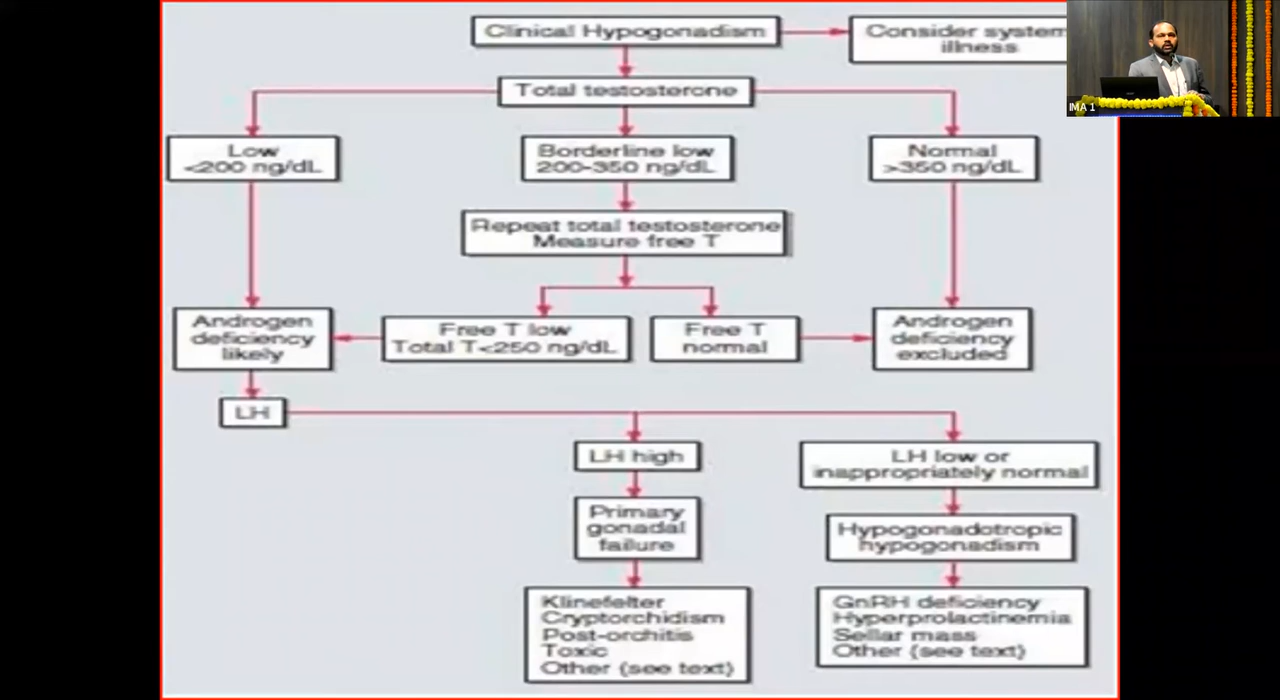 Clinical Hypogonadism
Consider system
illness
IMA 1
Total testosterone
Low
<200 ng/dL
Borderline low
200-350 ng/dL
Normal
>350 ng/dL
Repeat total testosterone
Measure free T
Androgen
deficiency
likely
Free T low
Total T<250 ng/dL
Free T
normal
Androgen
deficiency
excluded
LH
LH high
LH low or
inappropriately normal
Primary
gonadal
failure
Hypogonadotropic
hypogonadism
Klinefelter
Cryptorchidism
Post-orchitis
Toxic
Other (see text)
GnRH deficiency
Hyperprolactinemia
Sellar mass
Other (see text)